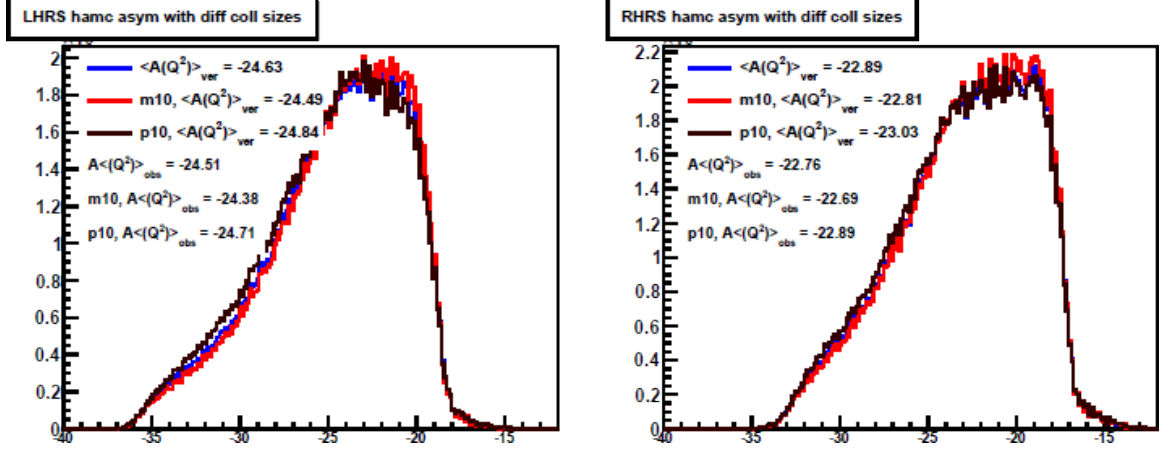 LHRS hamc asym with diff coll sizes
<A(Q²)>ver = -24.63
m10, <A(Q²)>ver = -24.49
p10, <A(Q²)>ver = -24.84
A<(Q²)>obs = -24.51
m10, A<(Q²)>obs = -24.38
p10, A<(Q²)>obs = -24.71
2
1.8
1.6
1.4
1.2
1
0.8
0.6
0.4
0.2
0
-40 -35 -30 -25 -20 -15
RHRS hamc asym with diff coll sizes
<A(Q²)>ver = -22.89
m10, <A(Q²)>ver = -22.81
p10, <A(Q²)>ver = -23.03
A<(Q²)>obs = -22.76
m10, A<(Q²)>obs = -22.69
p10, A<(Q²)>obs = -22.89
2.2
2
1.8
1.6
1.4
1.2
1
0.8
0.6
0.4
0.2
0
-40 -35 -30 -25 -20 -15